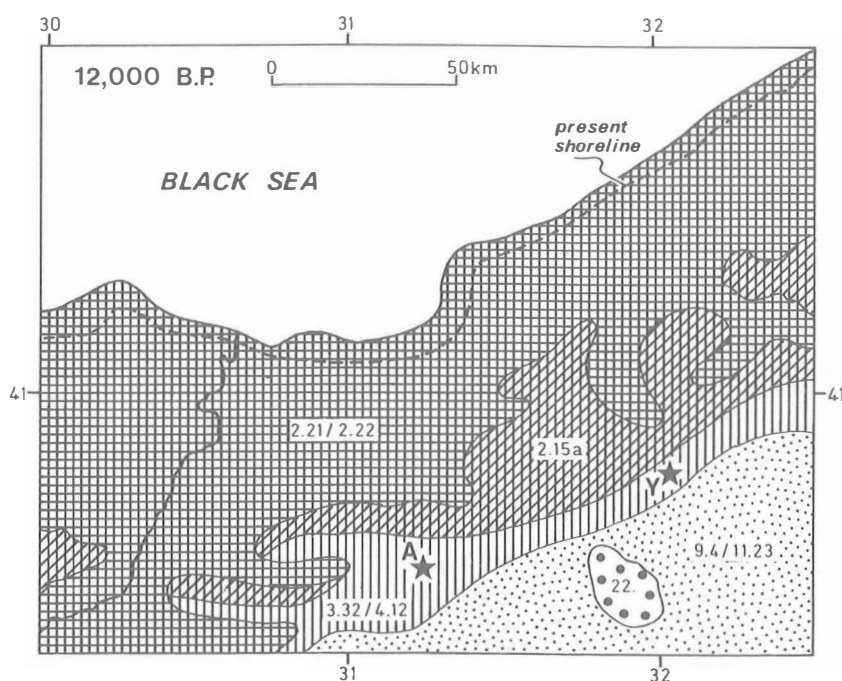 30 31 32
12,000 B.P.
0 50km
present
shoreline
BLACK SEA
41 41
2.21/2.22
2.15a
Y
A
9.4/11.23
22.
3.32/4.12
31 32